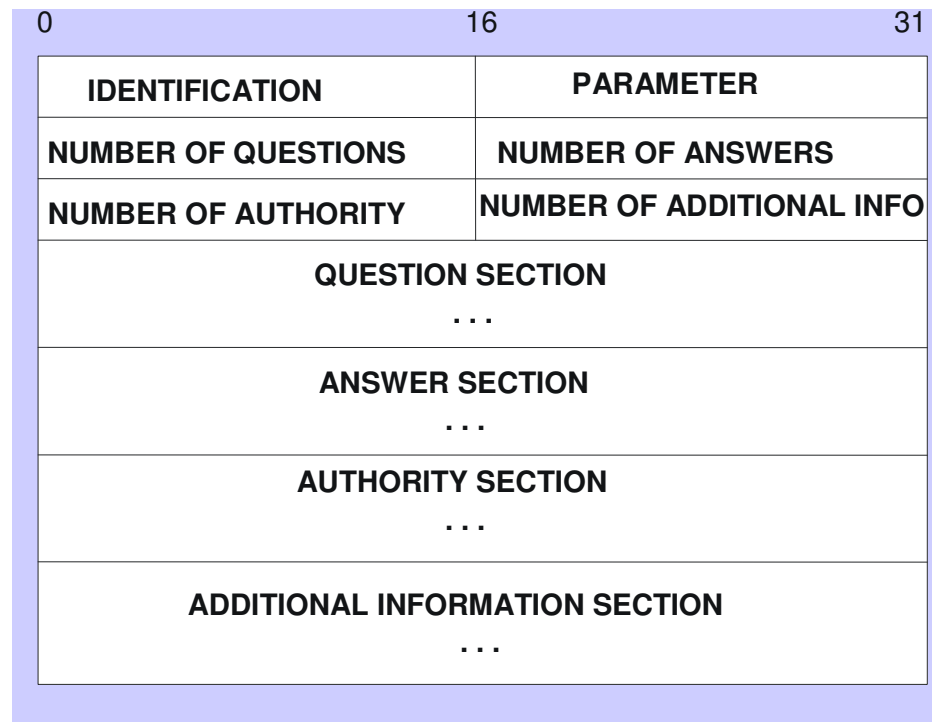 0 16 31
IDENTIFICATION PARAMETER
NUMBER OF QUESTIONS NUMBER OF ANSWERS
NUMBER OF AUTHORITY NUMBER OF ADDITIONAL INFO
QUESTION SECTION
. . .
ANSWER SECTION
. . .
AUTHORITY SECTION
. . .
ADDITIONAL INFORMATION SECTION
. . .